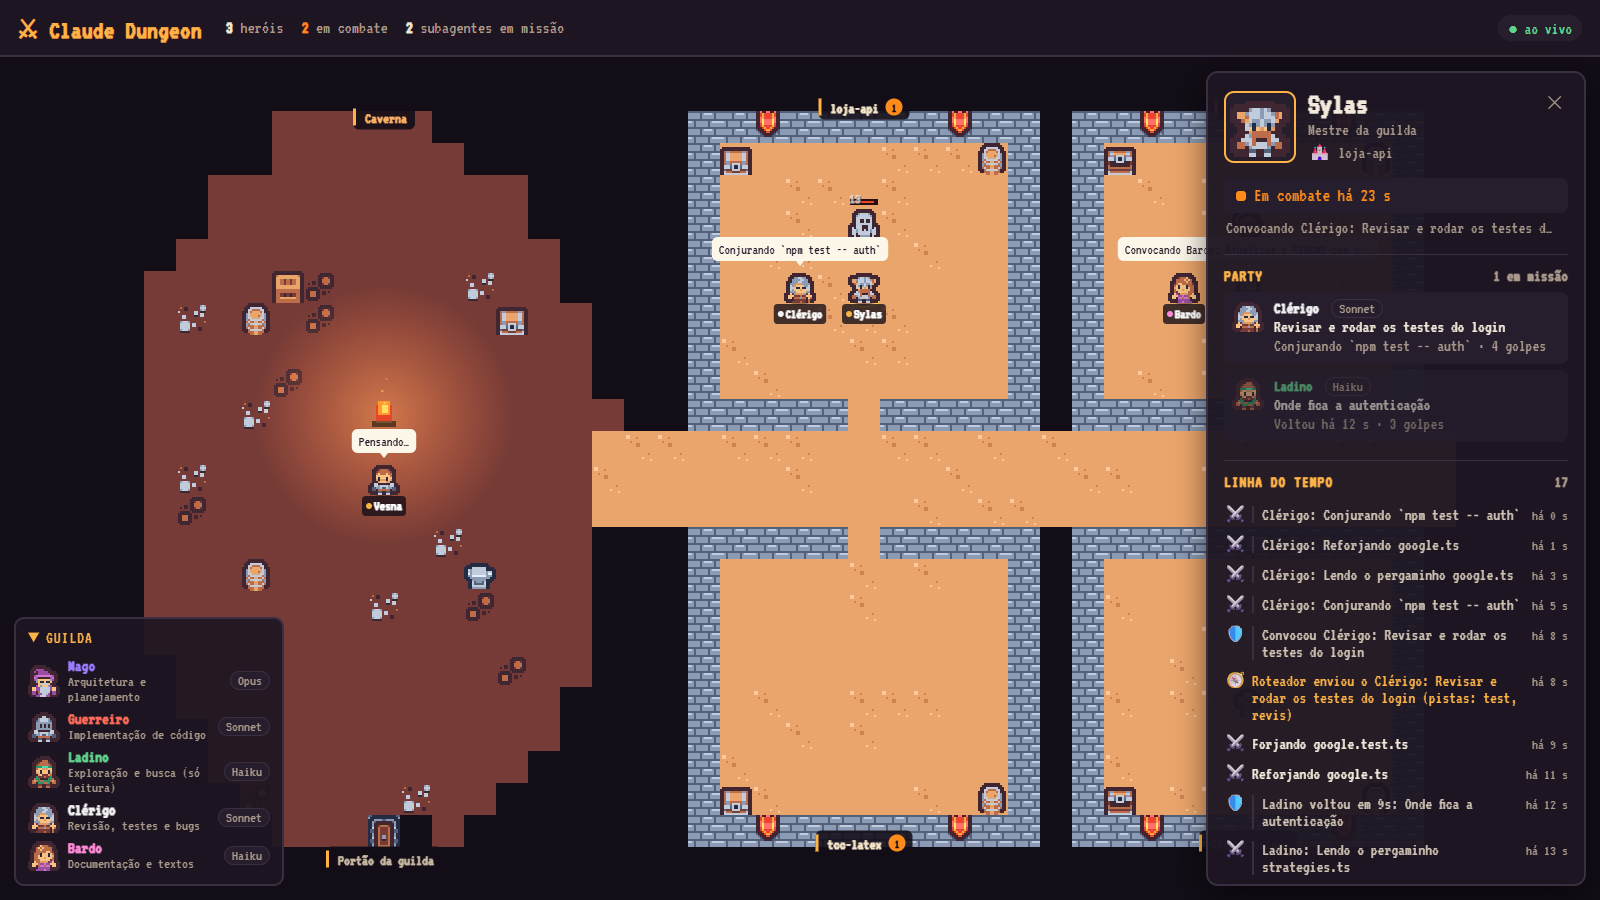 Claude Dungeon
3 heróis 2 em combate 2 subagentes em missão
ao vivo
Caverna
Pensando…
Vesna
Portão da guilda
GUILDA
Mago
Arquitetura e
planejamento
Opus
Guerreiro
Implementação de código
Sonnet
Ladino
Exploração e busca (só
leitura)
Haiku
Clérigo
Revisão, testes e bugs
Sonnet
Bardo
Documentação e textos
Haiku
loja-api 1
Conjurando `npm test -- auth`
Clérigo
Sylas
tcc-latex 1
Convocando Bar
Bardo
Sylas
Mestre da guilda
loja-api
Em combate há 23 s
Convocando Clérigo: Revisar e rodar os testes d…
PARTY 1 em missão
Clérigo Sonnet
Revisar e rodar os testes do login
Conjurando `npm test -- auth` · 4 golpes
Ladino Haiku
Onde fica a autenticação
Voltou há 12 s · 3 golpes
LINHA DO TEMPO 17
Clérigo: Conjurando `npm test -- auth` há 0 s
Clérigo: Reforjando google.ts há 1 s
Clérigo: Lendo o pergaminho google.ts há 3 s
Clérigo: Conjurando `npm test -- auth` há 5 s
Convocou Clérigo: Revisar e rodar os há 8 s
testes do login
Roteador enviou o Clérigo: Revisar e há 8 s
rodar os testes do login (pistas: test,
revis)
Forjando google.test.ts há 9 s
Reforjando google.ts há 11 s
Ladino voltou em 9s: Onde fica a há 12 s
autenticação
Ladino: Lendo o pergaminho há 13 s
strategies.ts